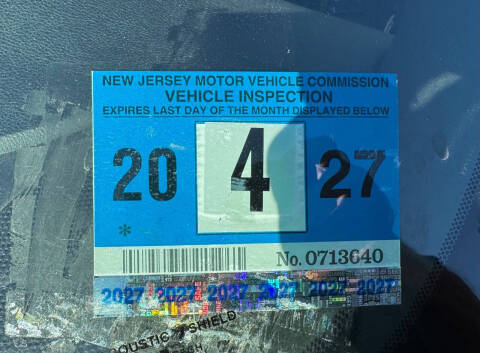 NEW JERSEY MOTOR VEHICLE COMMISSION
VEHICLE INSPECTION
EXPIRES LAST DAY OF THE MONTH DISPLAYED BELOW
20 4 27
*
No. 0713640
2027 2027 2027 2027 2027 2027
SHIELD